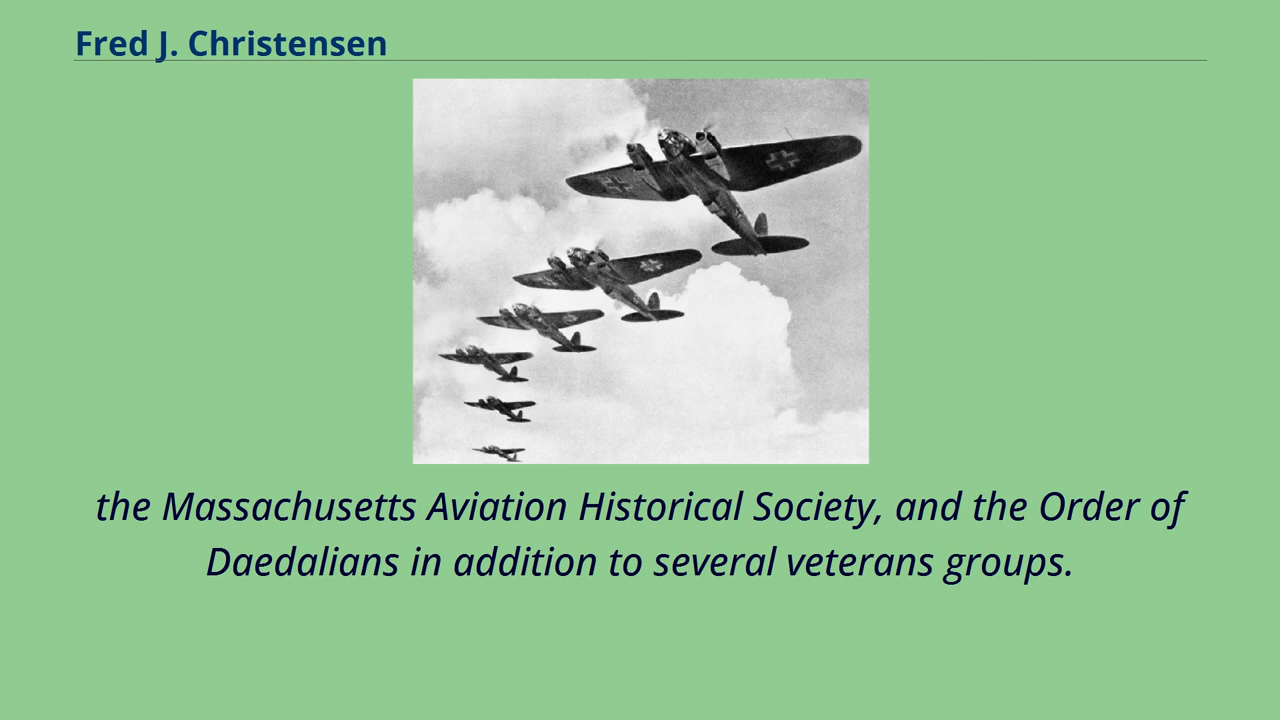 Fred J. Christensen
the Massachusetts Aviation Historical Society, and the Order of
Daedalians in addition to several veterans groups.